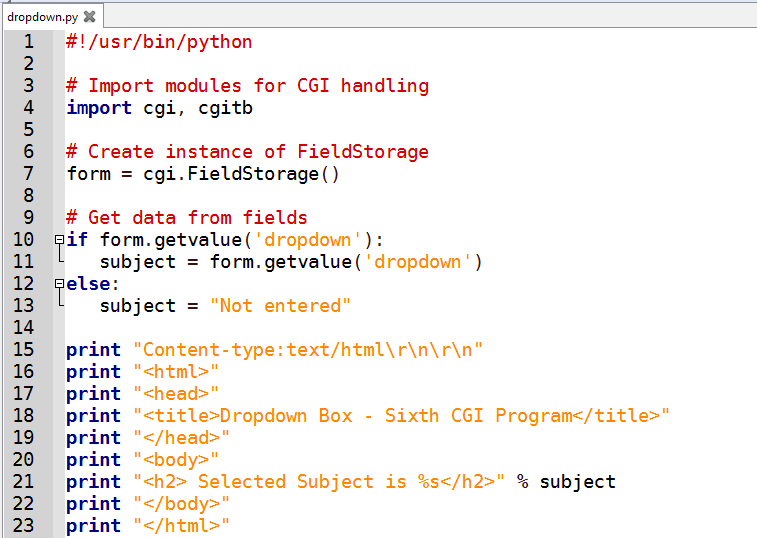 dropdown.py
1 #!/usr/bin/python
2
3 # Import modules for CGI handling
4 import cgi, cgitb
5
6 # Create instance of FieldStorage
7 form = cgi.FieldStorage()
8
9 # Get data from fields
10 if form.getvalue('dropdown'):
11    subject = form.getvalue('dropdown')
12 else:
13    subject = "Not entered"
14
15 print "Content-type:text/html\r\n\r\n"
16 print "<html>"
17 print "<head>"
18 print "<title>Dropdown Box - Sixth CGI Program</title>"
19 print "</head>"
20 print "<body>"
21 print "<h2> Selected Subject is %s</h2>" % subject
22 print "</body>"
23 print "</html>"